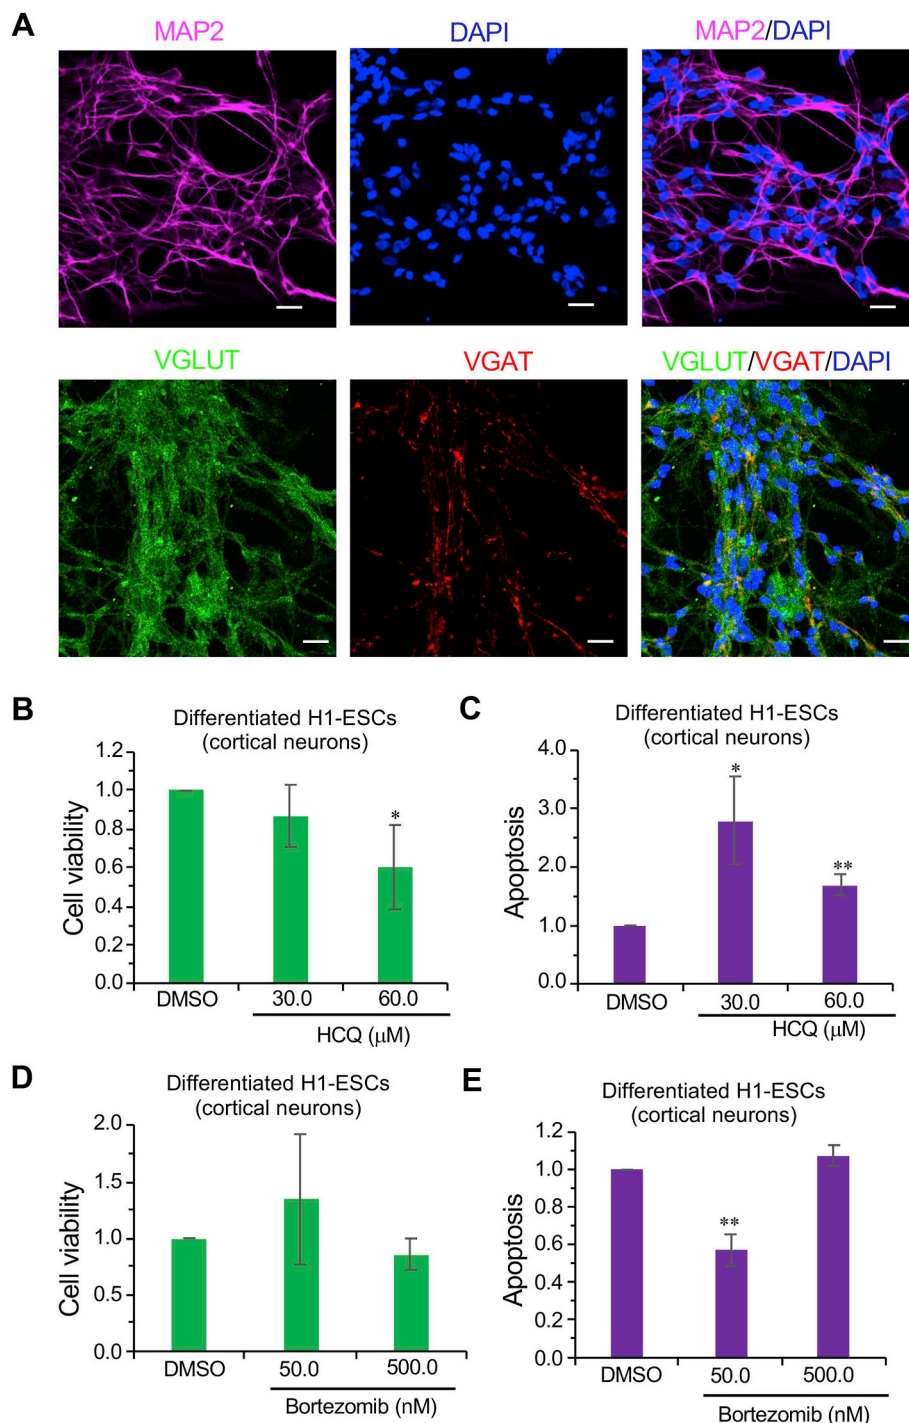 A
MAP2
DAPI
MAP2/DAPI
VGLUT
VGAT
VGLUT/VGAT/DAPI
B
Differentiated H1-ESCs
(cortical neurons)
Cell viability
1.2
1.0
0.8
0.6
0.4
0.2
0.0
*
DMSO
30.0
60.0
HCQ (μM)
C
Differentiated H1-ESCs
(cortical neurons)
Apoptosis
4.0
3.0
2.0
1.0
0.0
*
**
DMSO
30.0
60.0
HCQ (μM)
D
Differentiated H1-ESCs
(cortical neurons)
Cell viability
2.0
1.5
1.0
0.5
0.0
DMSO
50.0
500.0
Bortezomib (nM)
E
Differentiated H1-ESCs
(cortical neurons)
Apoptosis
1.2
1.0
0.8
0.6
0.4
0.2
0.0
**
DMSO
50.0
500.0
Bortezomib (nM)